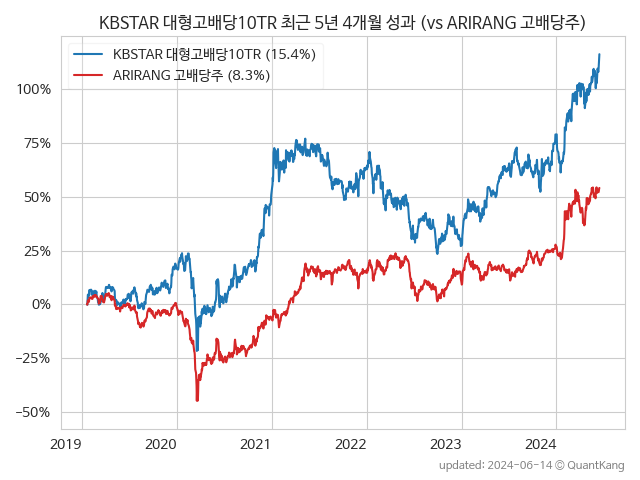 KBSTAR 대형고배당10TR 최근 5년 4개월 성과 (vs ARIRANG 고배당주)
KBSTAR 대형고배당10TR (15.4%)
ARIRANG 고배당주 (8.3%)
100%
75%
50%
25%
0%
−25%
−50%
2019 2020 2021 2022 2023 2024
updated: 2024-06-14 © QuantKang